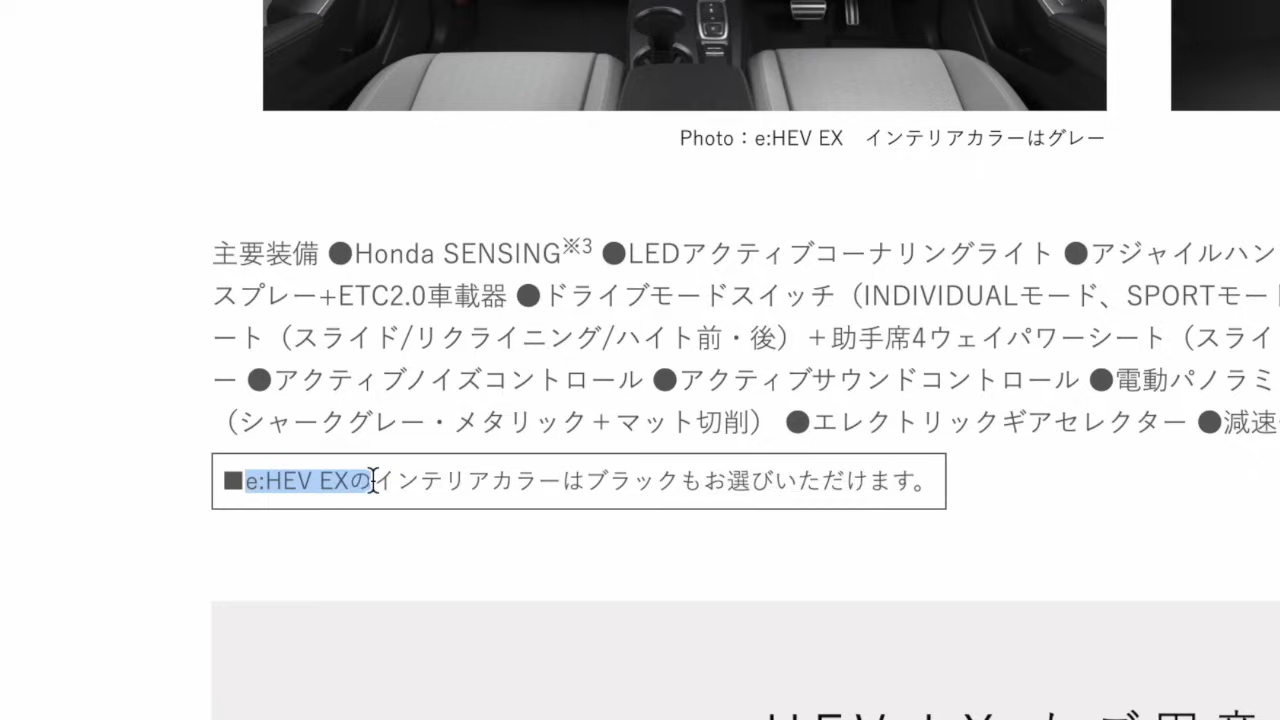 Photo：e:HEV EX　インテリアカラーはグレー
主要装備 ●Honda SENSING※3 ●LEDアクティブコーナリングライト ●アジャイルハン
スプレー+ETC2.0車載器 ●ドライブモードスイッチ（INDIVIDUALモード、SPORTモー
ート（スライド/リクライニング/ハイト前・後）＋助手席4ウェイパワーシート（スライ
ー ●アクティブノイズコントロール ●アクティブサウンドコントロール ●電動パノラミ
（シャークグレー・メタリック＋マット切削） ●エレクトリックギアセレクター ●減速
■e:HEV EXのインテリアカラーはブラックもお選びいただけます。